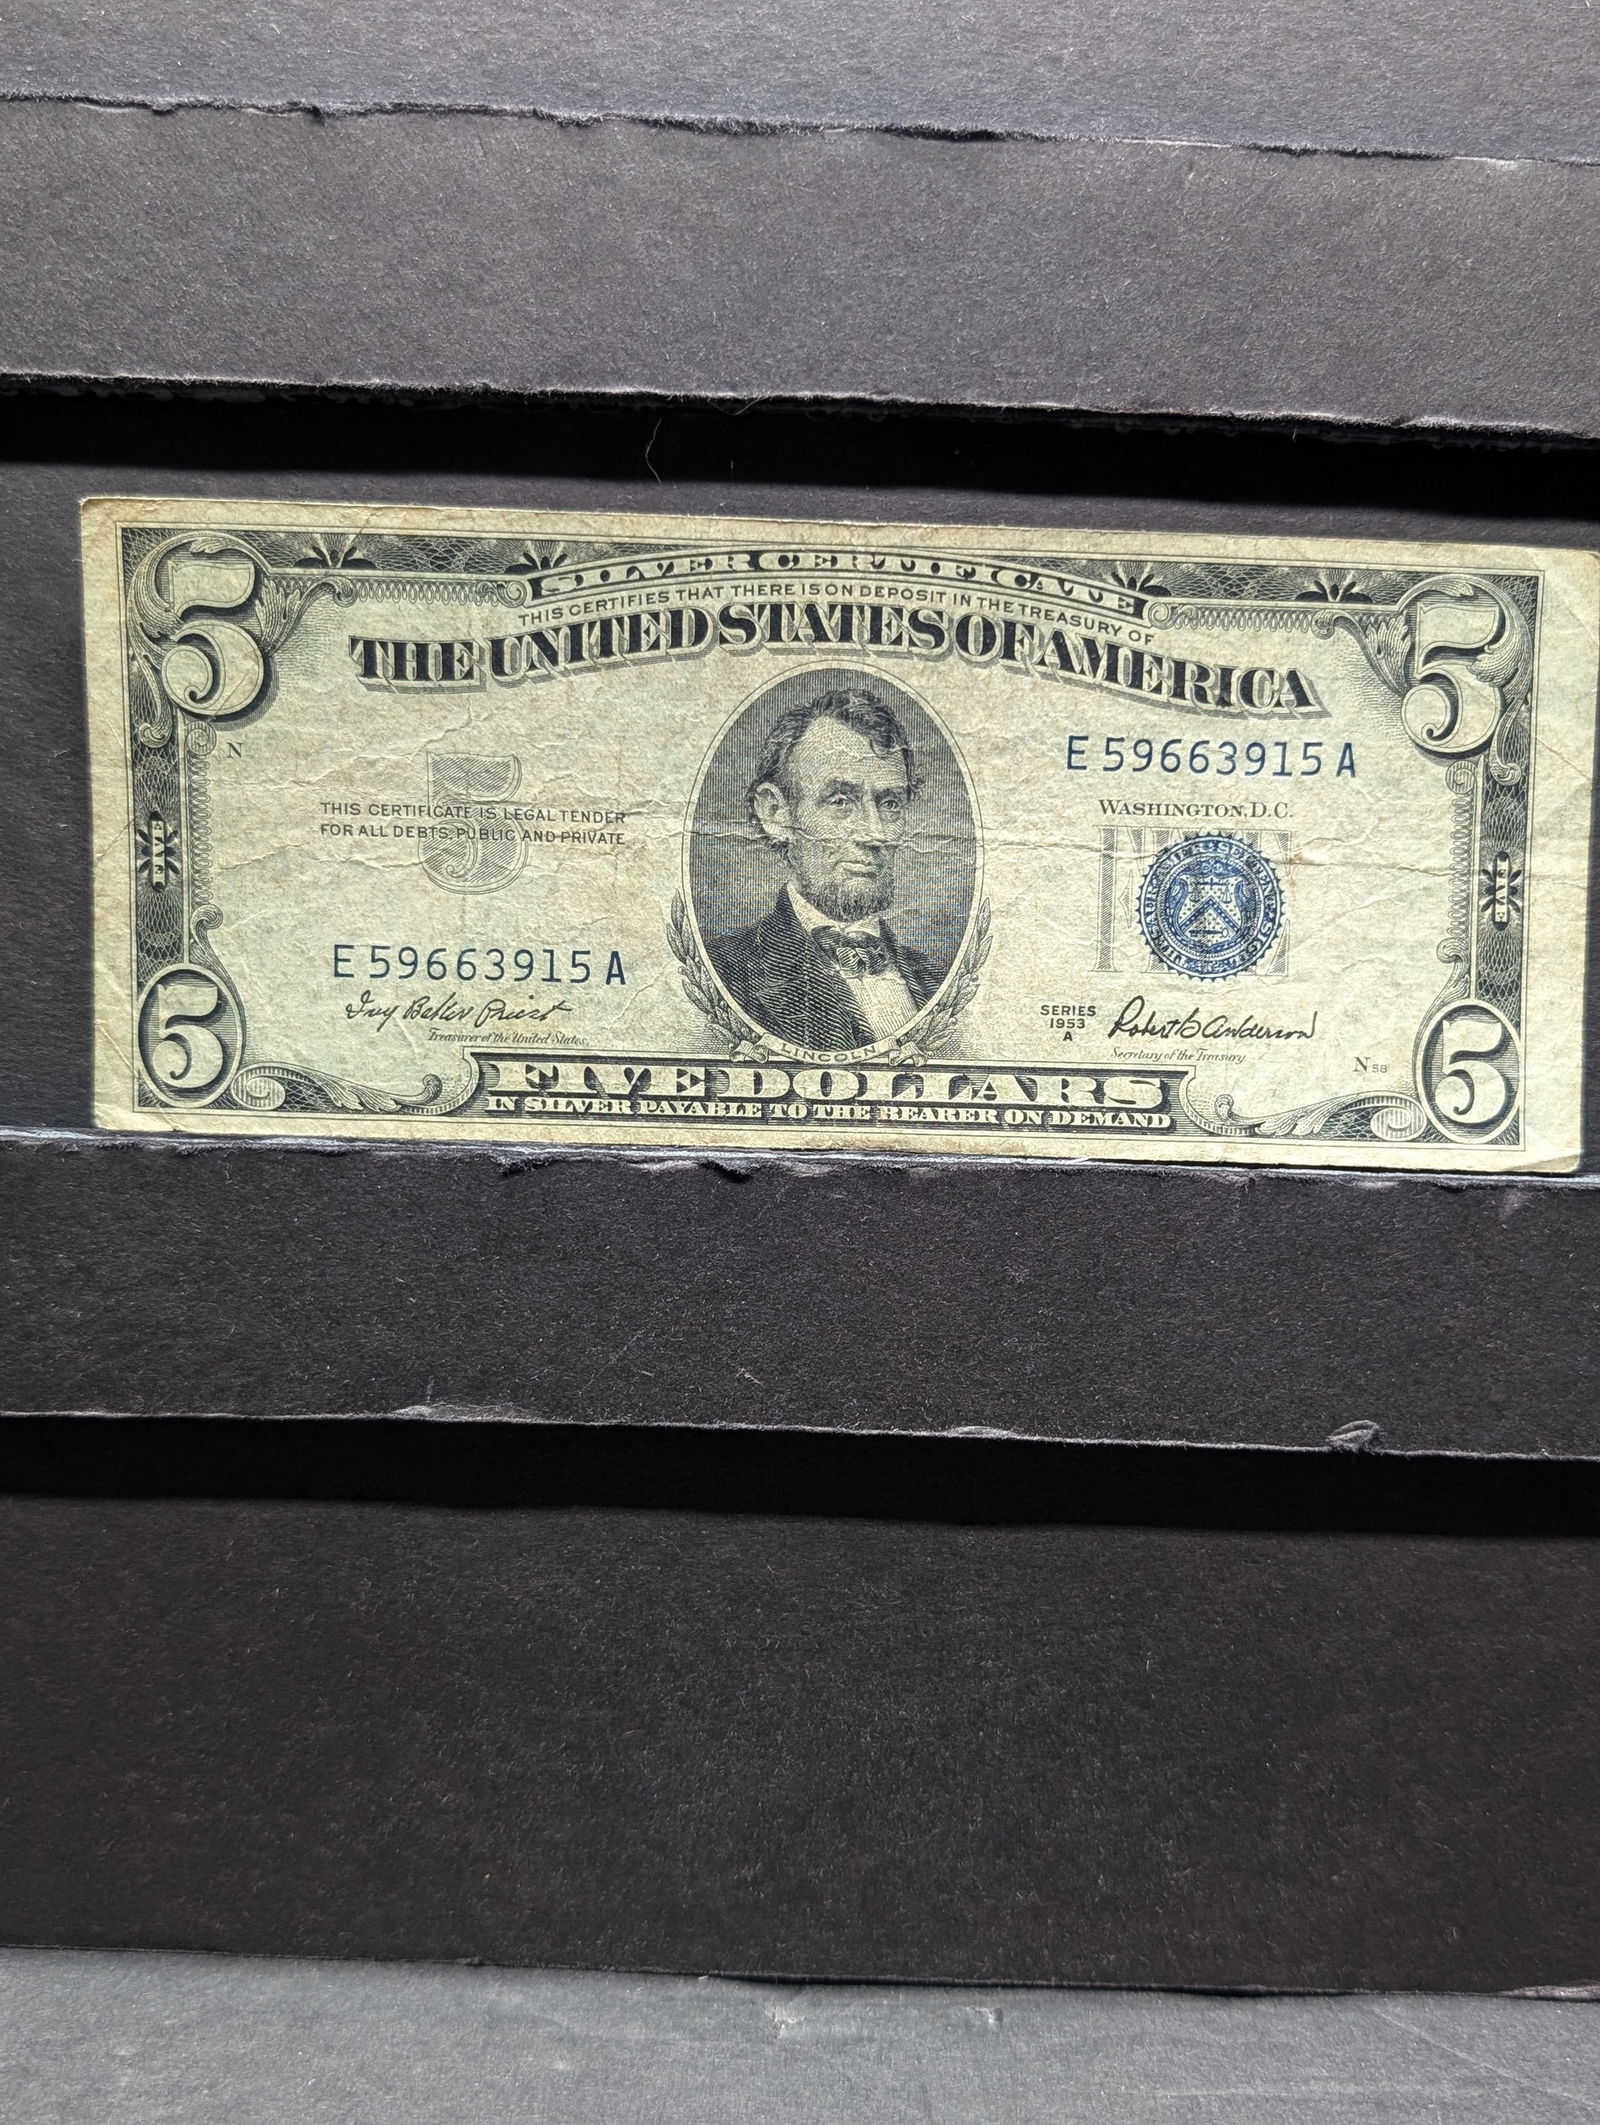 5
5
SILVER CERTIFICATE
THIS CERTIFIES THAT THERE IS ON DEPOSIT IN THE TREASURY OF
THE UNITED STATES OF AMERICA
N
E 59663915 A
5
WASHINGTON, D.C.
THIS CERTIFICATE IS LEGAL TENDER
FOR ALL DEBTS, PUBLIC AND PRIVATE
FIVE
FIVE
E 59663915 A
Ivy Baker Priest
Treasurer of the United States.
SERIES
1953
A
Robert B Anderson
Secretary of the Treasury.
LINCOLN
N 58
5
5
FIVE DOLLARS
IN SILVER PAYABLE TO THE BEARER ON DEMAND